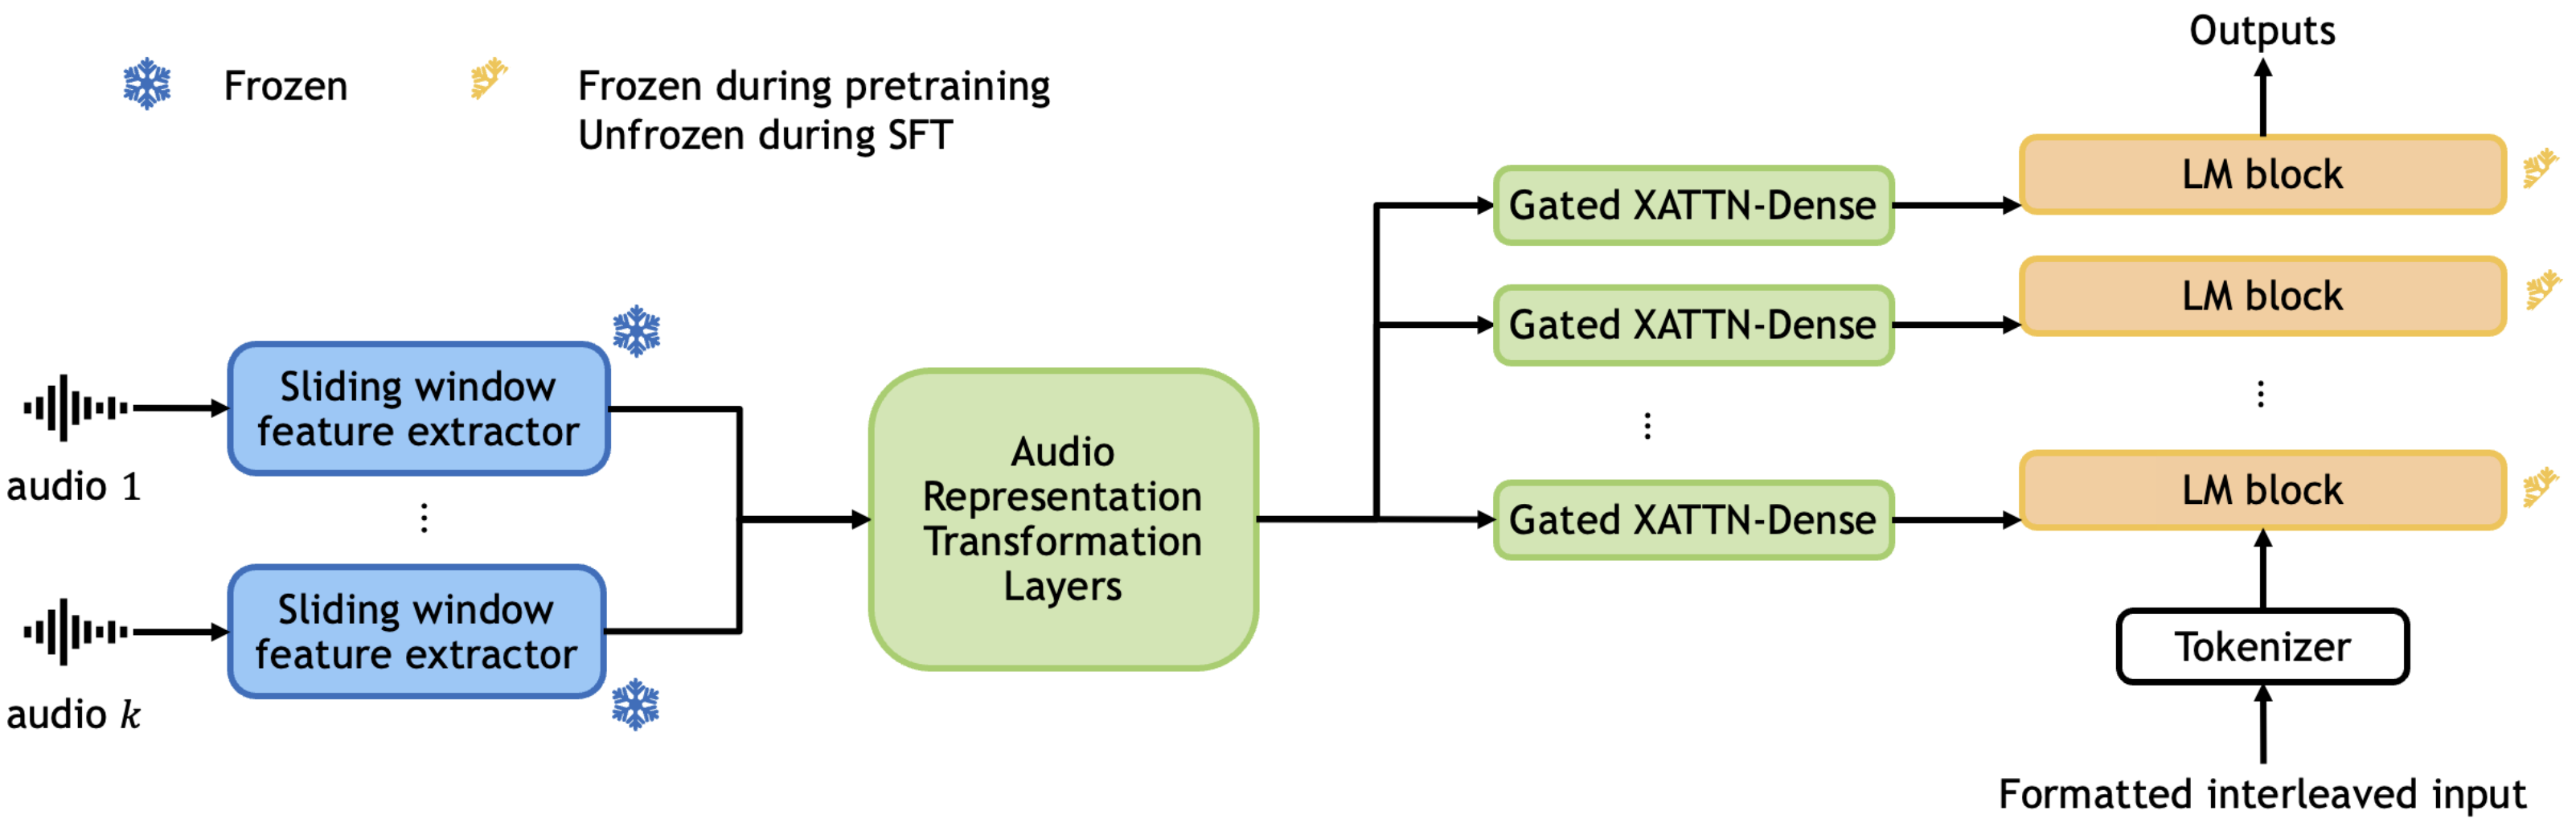 Frozen
Frozen during pretraining
Unfrozen during SFT
audio 1
Sliding window
feature extractor
⋮
audio k
Sliding window
feature extractor
Audio
Representation
Transformation
Layers
Gated XATTN-Dense
Gated XATTN-Dense
⋮
Gated XATTN-Dense
Outputs
LM block
LM block
⋮
LM block
Tokenizer
Formatted interleaved input